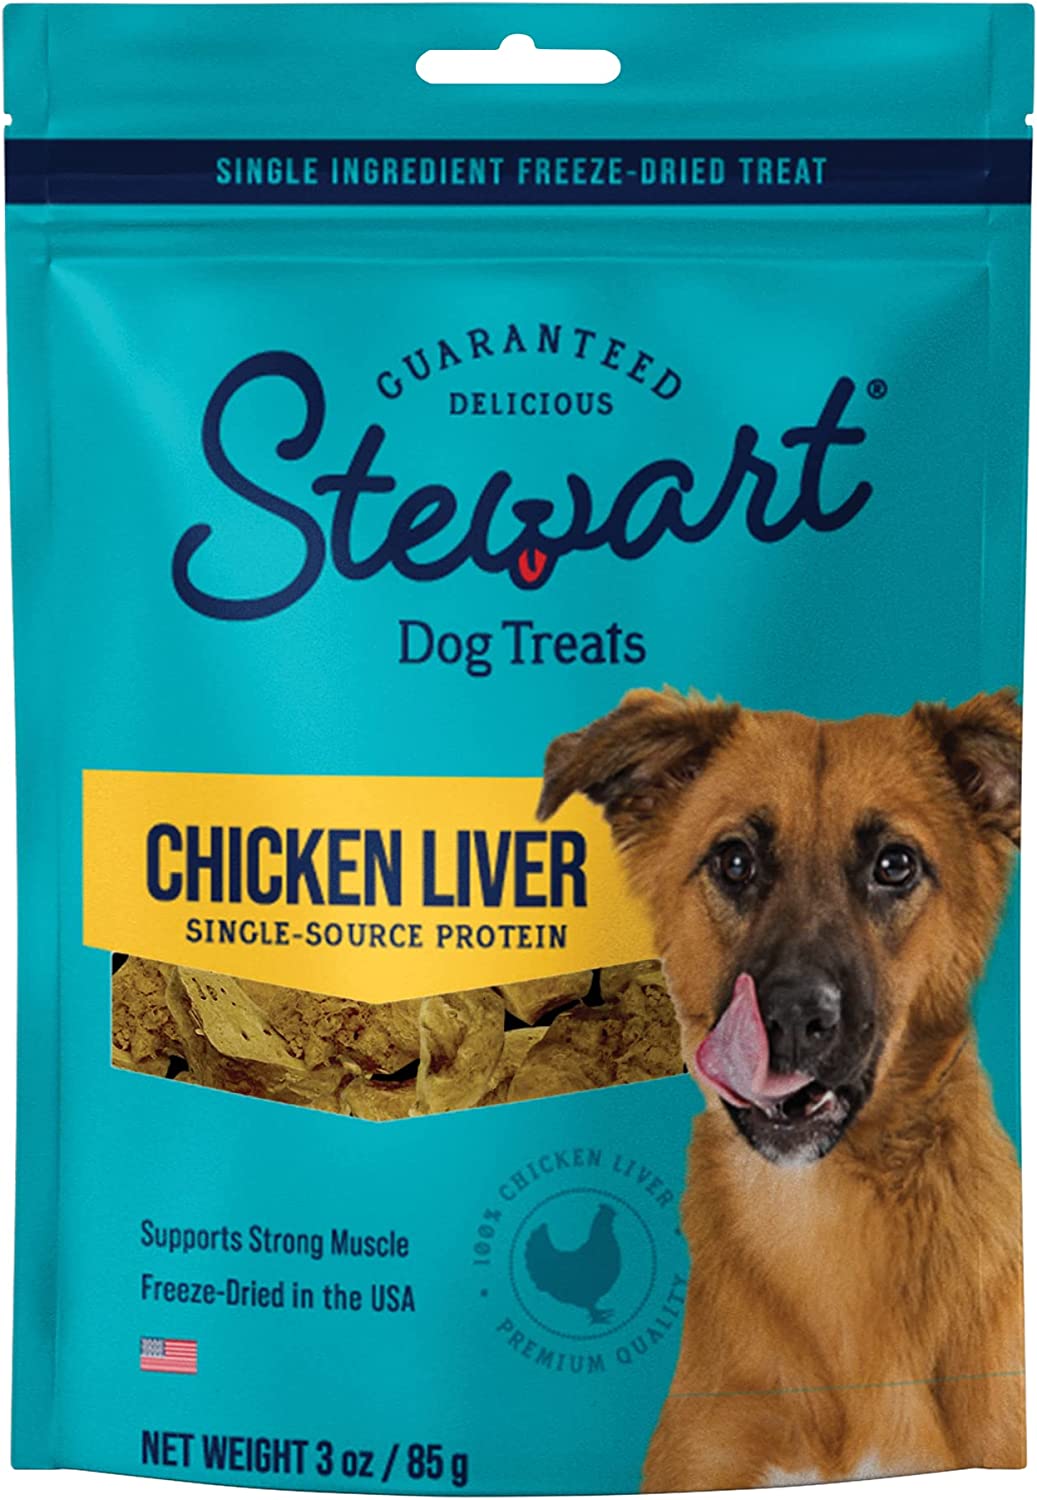 SINGLE INGREDIENT FREEZE-DRIED TREAT
GUARANTEED
DELICIOUS
Stewart®
Dog Treats
CHICKEN LIVER
SINGLE-SOURCE PROTEIN
100% CHICKEN LIVER
PREMIUM QUALITY
Supports Strong Muscle
Freeze-Dried in the USA
NET WEIGHT 3 oz / 85 g